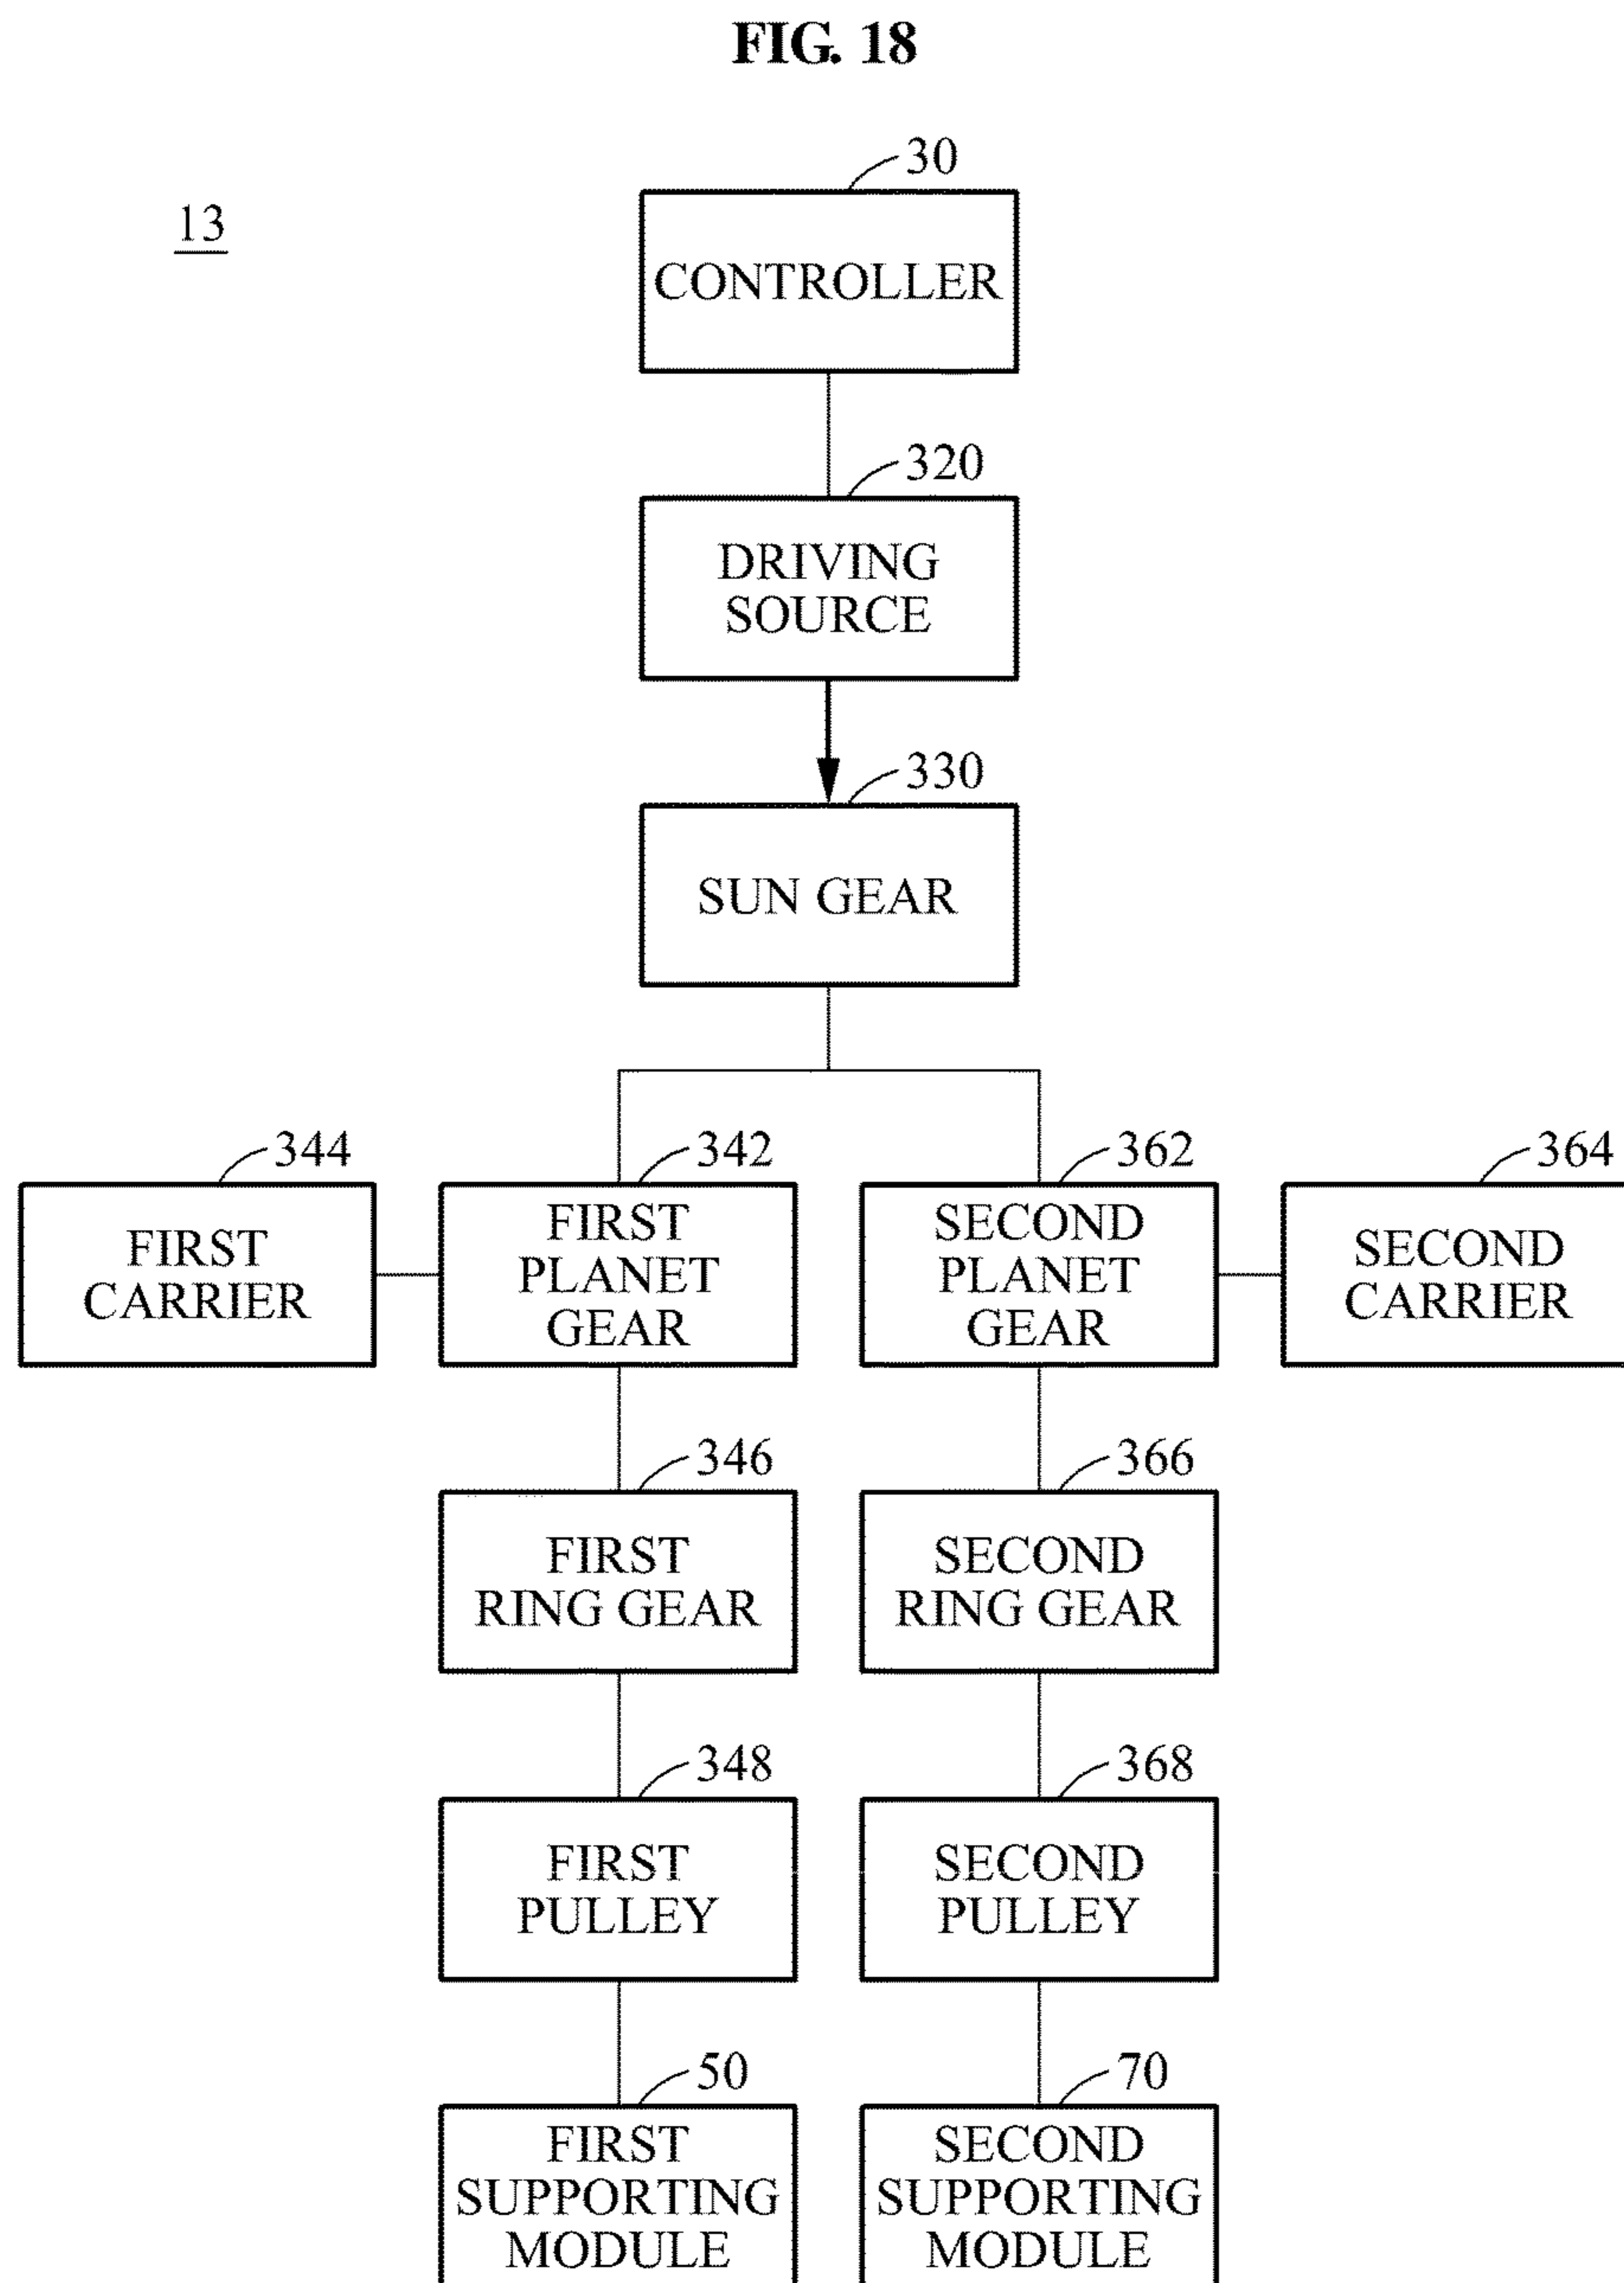 FIG. 18
13
30
CONTROLLER
320
DRIVING
SOURCE
330
SUN GEAR
344
FIRST
CARRIER
342
FIRST
PLANET
GEAR
362
SECOND
PLANET
GEAR
364
SECOND
CARRIER
346
FIRST
RING GEAR
366
SECOND
RING GEAR
348
FIRST
PULLEY
368
SECOND
PULLEY
50
FIRST
SUPPORTING
MODULE
70
SECOND
SUPPORTING
MODULE